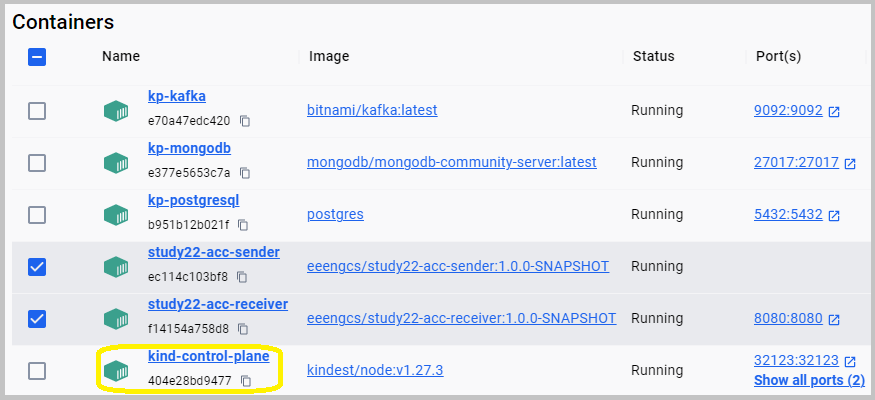 Containers
Name Image Status Port(s)
kp-kafka
e70a47edc420 bitnami/kafka:latest Running 9092:9092
kp-mongodb
e377e5653c7a mongodb/mongodb-community-server:latest Running 27017:27017
kp-postgresql
b951b12b021f postgres Running 5432:5432
study22-acc-sender
ec114c103bf8 eeengcs/study22-acc-sender:1.0.0-SNAPSHOT Running
study22-acc-receiver
f14154a758d8 eeengcs/study22-acc-receiver:1.0.0-SNAPSHOT Running 8080:8080
kind-control-plane
404e28bd9477 kindest/node:v1.27.3 Running 32123:32123
Show all ports (2)